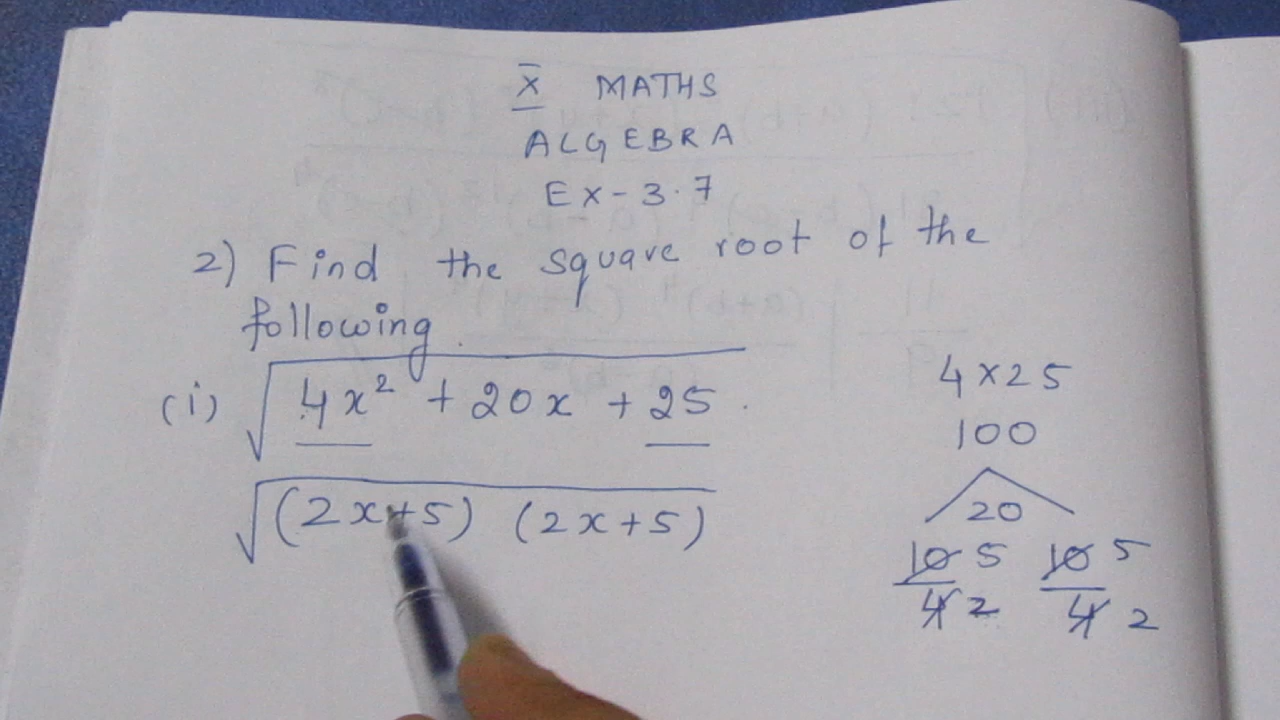 X MATHS
ALGEBRA
EX-3.7
2) Find the square root of the
following.
(i) √(4x² + 20x + 25).
√((2x+5) (2x+5))
4×25
100
20
10 5 10 5
4 2 4 2